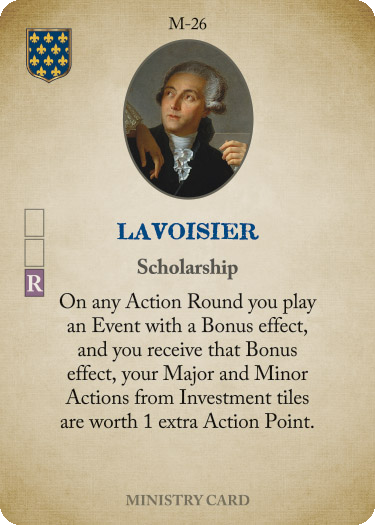 M-26
LAVOISIER
Scholarship
R
On any Action Round you play
an Event with a Bonus effect,
and you receive that Bonus
effect, your Major and Minor
Actions from Investment tiles
are worth 1 extra Action Point.
MINISTRY CARD